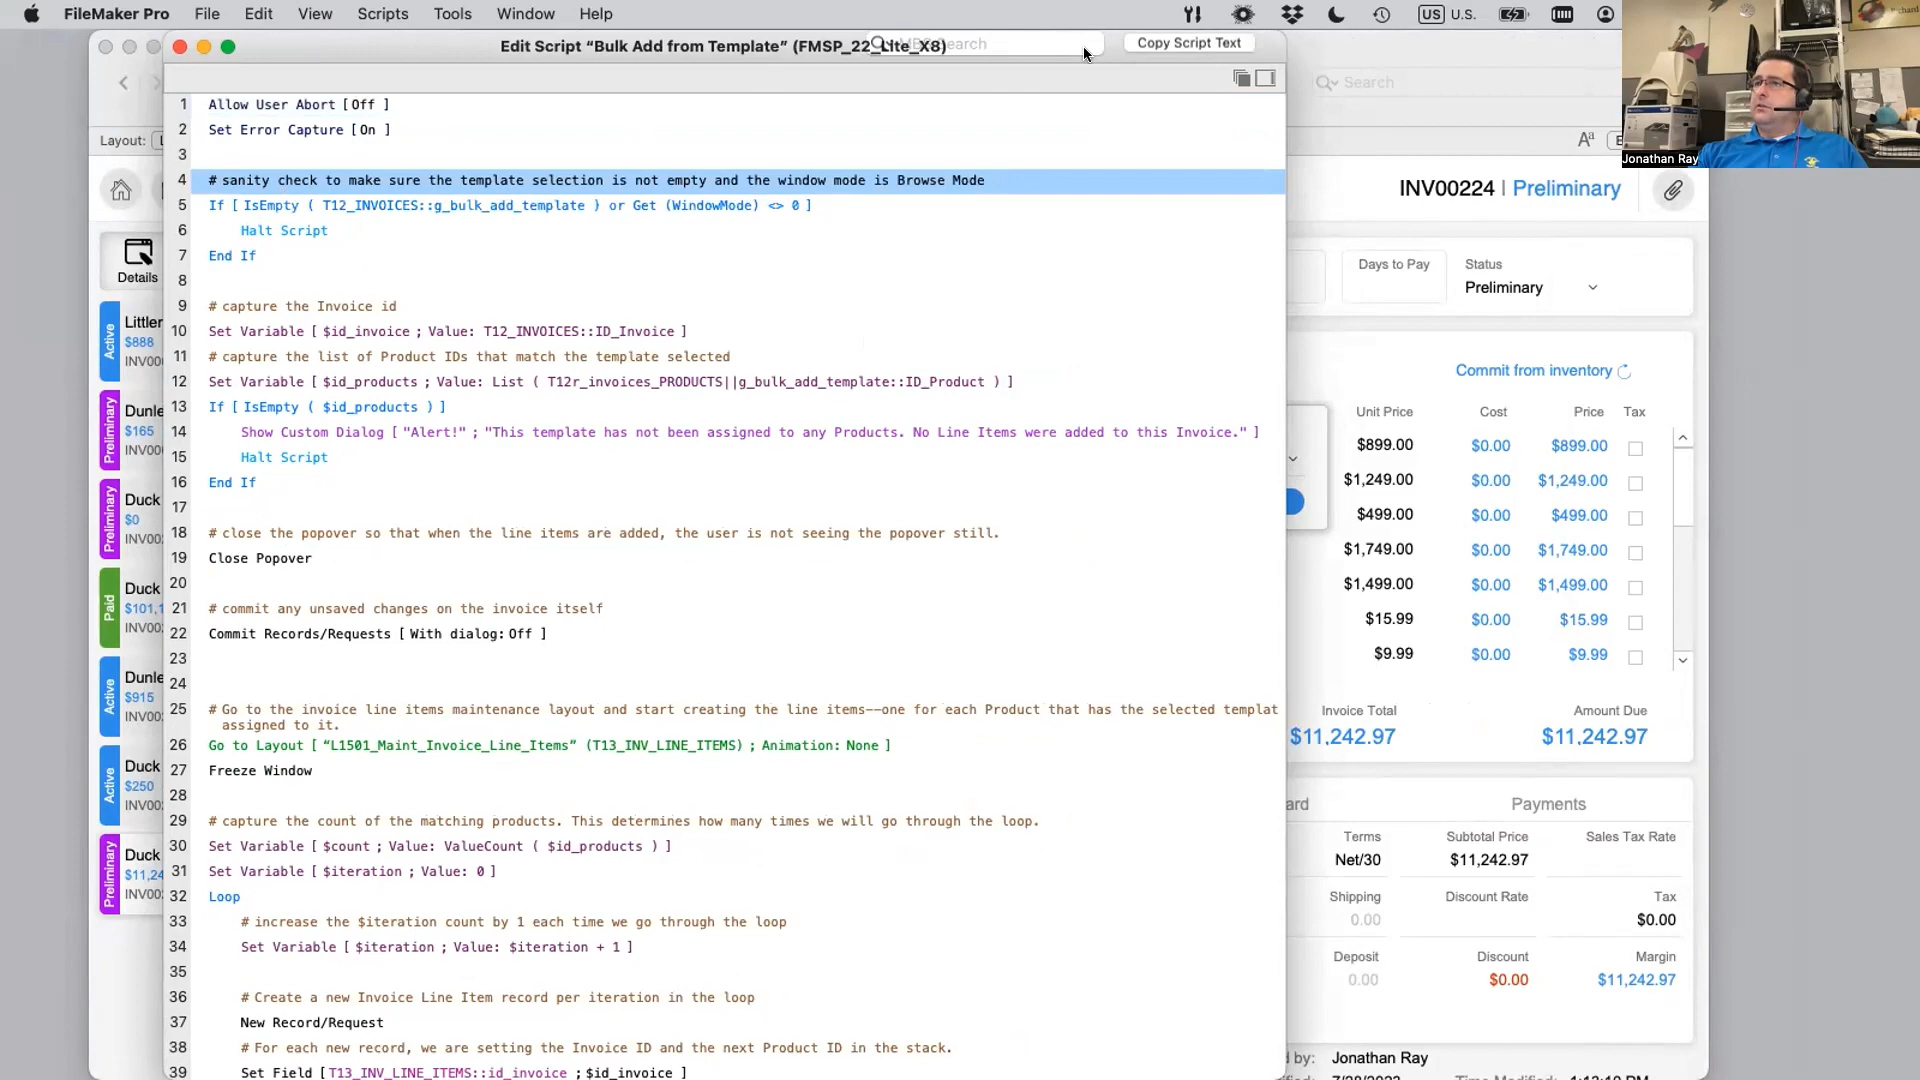 FileMaker Pro File Edit View Scripts Tools Window Help
US U.S.
Edit Script “Bulk Add from Template” (FMSP_22_Lite_X8)
Search
Copy Script Text
Search
Layout:
Jonathan Ray
1 Allow User Abort [ Off ]
2 Set Error Capture [ On ]
3
4 # sanity check to make sure the template selection is not empty and the window mode is Browse Mode
5 If [ IsEmpty ( T12_INVOICES::g_bulk_add_template ) or Get (WindowMode) <> 0 ]
6 Halt Script
7 End If
8
9 # capture the Invoice id
10 Set Variable [ $id_invoice ; Value: T12_INVOICES::ID_Invoice ]
11 # capture the list of Product IDs that match the template selected
12 Set Variable [ $id_products ; Value: List ( T12r_invoices_PRODUCTS||g_bulk_add_template::ID_Product ) ]
13 If [ IsEmpty ( $id_products ) ]
14 Show Custom Dialog [ "Alert!" ; "This template has not been assigned to any Products. No Line Items were added to this Invoice." ]
15 Halt Script
16 End If
17
18 # close the popover so that when the line items are added, the user is not seeing the popover still.
19 Close Popover
20
21 # commit any unsaved changes on the invoice itself
22 Commit Records/Requests [ With dialog: Off ]
23
24
25 # Go to the invoice line items maintenance layout and start creating the line items——one for each Product that has the selected templat
assigned to it.
26 Go to Layout [ “L1501_Maint_Invoice_Line_Items” (T13_INV_LINE_ITEMS) ; Animation: None ]
27 Freeze Window
28
29 # capture the count of the matching products. This determines how many times we will go through the loop.
30 Set Variable [ $count ; Value: ValueCount ( $id_products ) ]
31 Set Variable [ $iteration ; Value: 0 ]
32 Loop
33 # increase the $iteration count by 1 each time we go through the loop
34 Set Variable [ $iteration ; Value: $iteration + 1 ]
35
36 # Create a new Invoice Line Item record per iteration in the loop
37 New Record/Request
38 # For each new record, we are setting the Invoice ID and the next Product ID in the stack.
39 Set Field [ T13_INV_LINE_ITEMS::id_invoice ; $id_invoice ]
Details
Active
Littler
$888
INV00
Preliminary
Dunle
$165
INV00
Preliminary
Duck
$0
INV00
Paid
Duck
$101,1
INV00
Active
Dunle
$915
INV00
Active
Duck
$250
INV00
Preliminary
Duck
$11,24
INV00
INV00224 | Preliminary
Days to Pay Status
Preliminary
Commit from inventory
Unit Price Cost Price Tax
$899.00 $0.00 $899.00
$1,249.00 $0.00 $1,249.00
$499.00 $0.00 $499.00
$1,749.00 $0.00 $1,749.00
$1,499.00 $0.00 $1,499.00
$15.99 $0.00 $15.99
$9.99 $0.00 $9.99
Invoice Total Amount Due
$11,242.97 $11,242.97
ard Payments
Terms Subtotal Price Sales Tax Rate
Net/30 $11,242.97
Shipping Discount Rate Tax
0.00 $0.00
Deposit Discount Margin
0.00 $0.00 $11,242.97
d by: Jonathan Ray